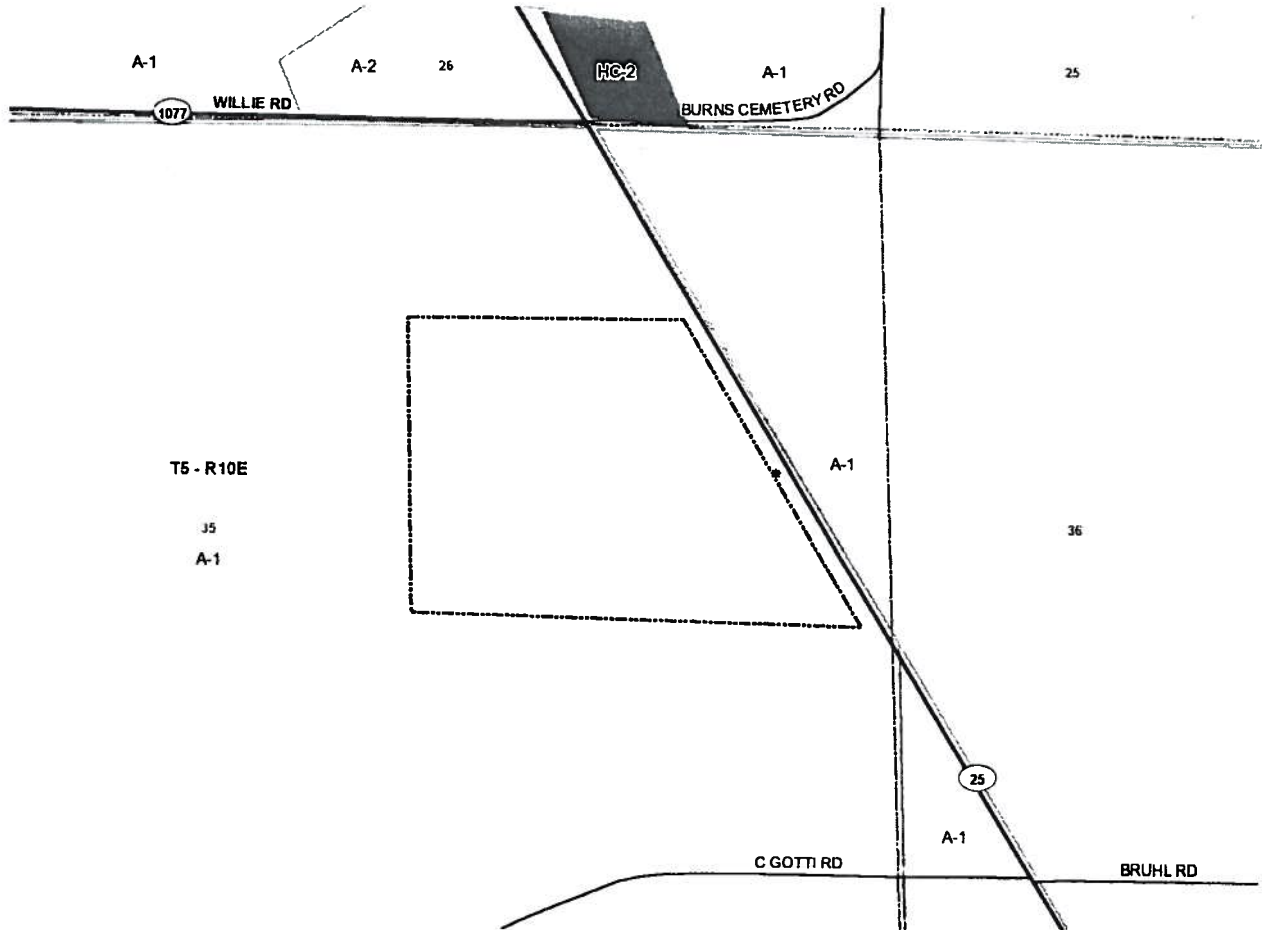 A-1
A-2
26
HC-2
A-1
25
1077
WILLIE RD
BURNS CEMETERY RD
T5 - R10E
A-1
35
36
A-1
25
A-1
C GOTTI RD
BRUHL RD